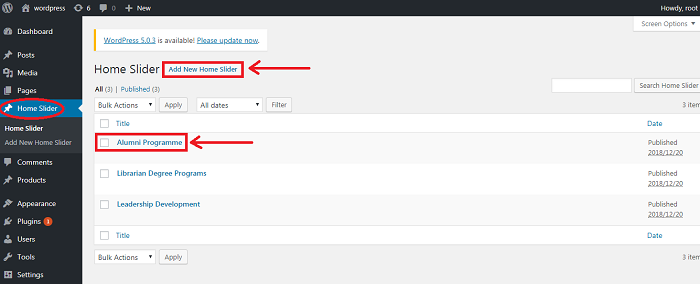 wordpress 6 0 + New Howdy, root
Screen Options ▼
Dashboard
Posts
Media
Pages
Home Slider
Home Slider
Add New Home Slider
Comments
Products
Appearance
Plugins 1
Users
Tools
Settings
WordPress 5.0.3 is available! Please update now.
Home Slider Add New Home Slider
All (3) | Published (3)
Search Home Slider
Bulk Actions Apply All dates Filter
3 item
Title Date
Alumni Programme Published
2018/12/20
Librarian Degree Programs Published
2018/12/20
Leadership Development Published
2018/12/20
Title Date
Bulk Actions Apply
3 item